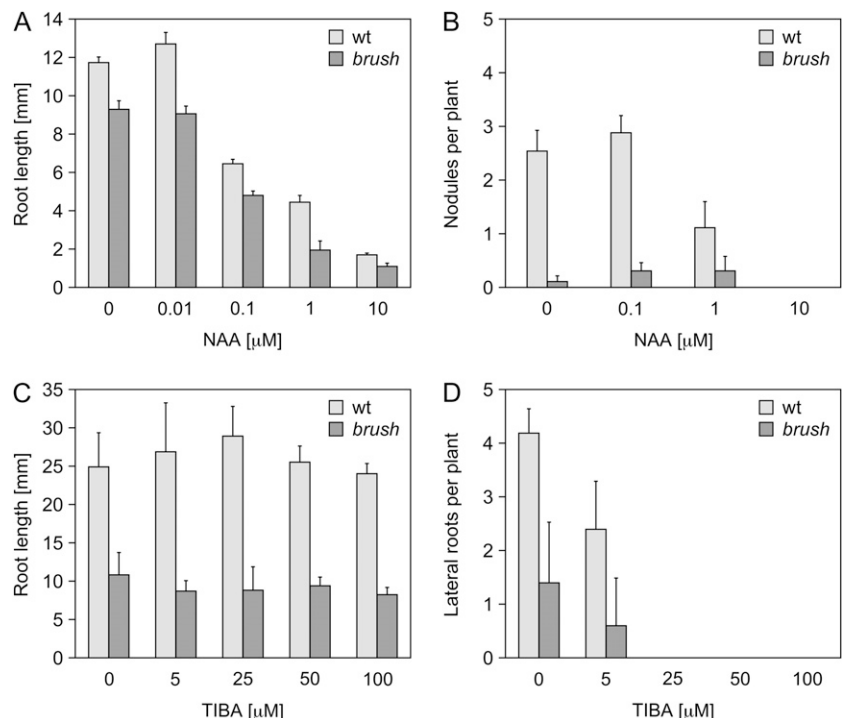 A
Root length [mm]
14
12
10
8
6
4
2
0
wt
brush
0 0.01 0.1 1 10
NAA [μM]
B
Nodules per plant
5
4
3
2
1
0
wt
brush
0 0.1 1 10
NAA [μM]
C
Root length [mm]
35
30
25
20
15
10
5
0
wt
brush
0 5 25 50 100
TIBA [μM]
D
Lateral roots per plant
5
4
3
2
1
0
wt
brush
0 5 25 50 100
TIBA [μM]